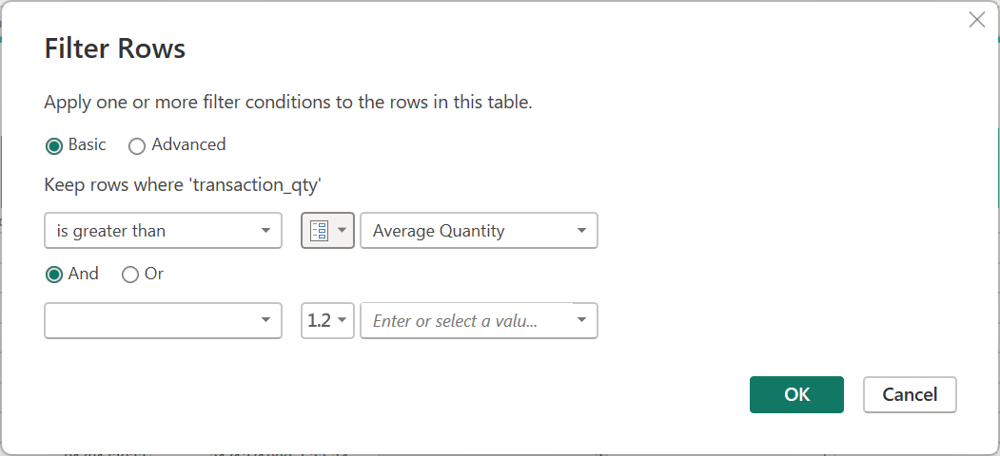 Filter Rows
Apply one or more filter conditions to the rows in this table.
Basic Advanced
Keep rows where 'transaction_qty'
is greater than Average Quantity
And Or
1.2 Enter or select a valu...
OK Cancel